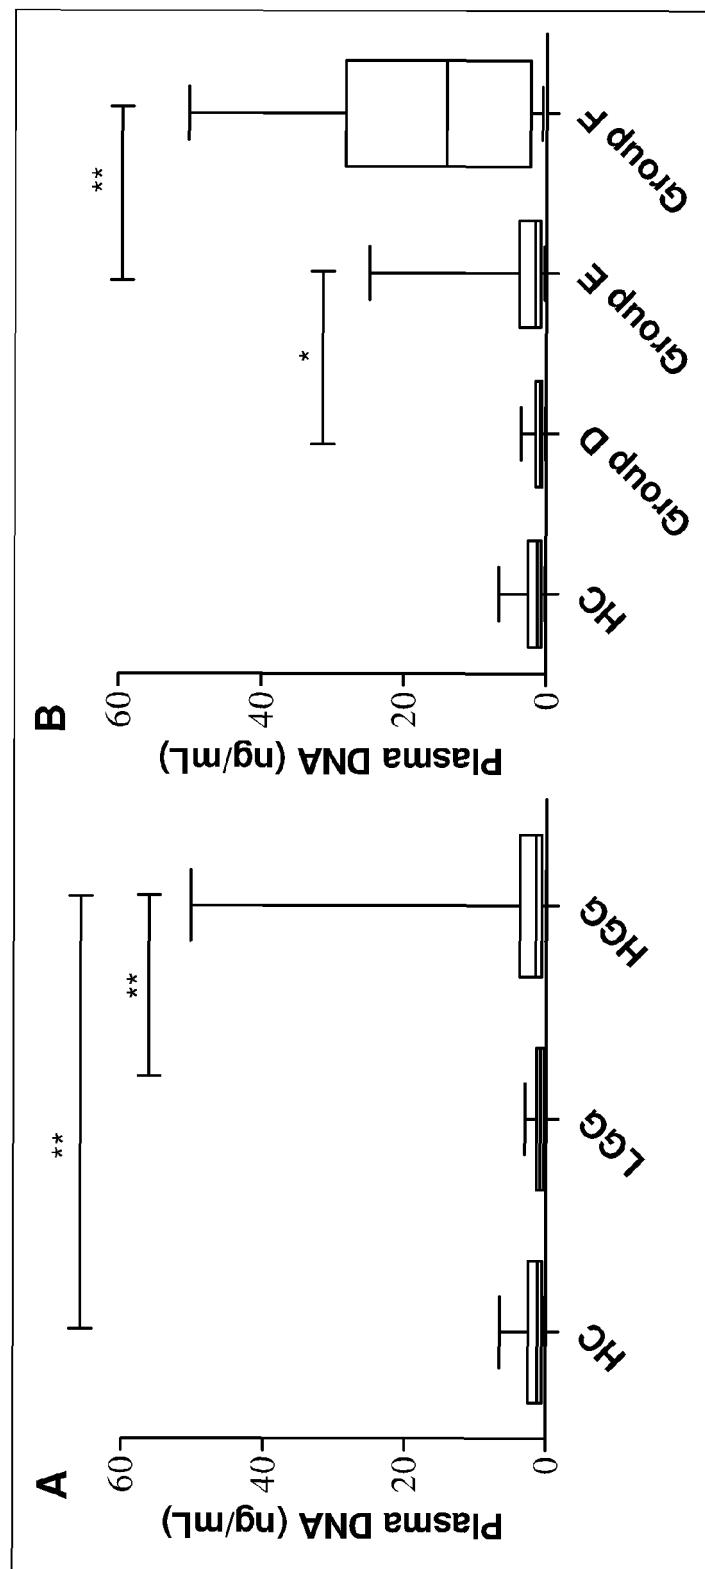 A
Plasma DNA (ng/mL)
60
40
20
0
**
**
HC
LGG
HGG
B
Plasma DNA (ng/mL)
60
40
20
0
*
**
HC
Group D
Group E
Group F